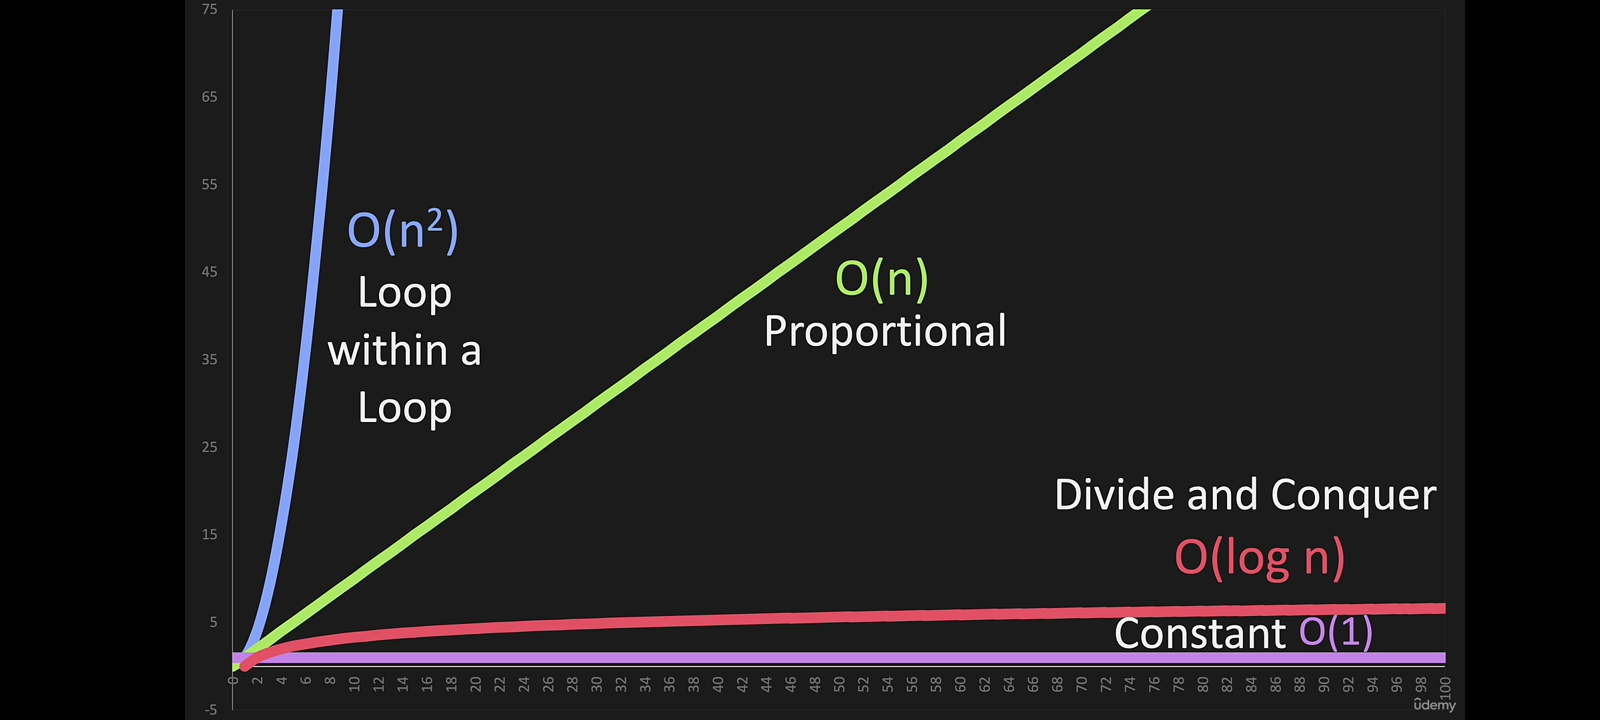 75
65
55
45
35
25
15
5
-5
O(n²)
Loop
within a
Loop
O(n)
Proportional
Divide and Conquer
O(log n)
Constant O(1)
0 2 4 6 8 10 12 14 16 18 20 22 24 26 28 30 32 34 36 38 40 42 44 46 48 50 52 54 56 58 60 62 64 66 68 70 72 74 76 78 80 82 84 86 88 90 92 94 96 98 100
ûdemy